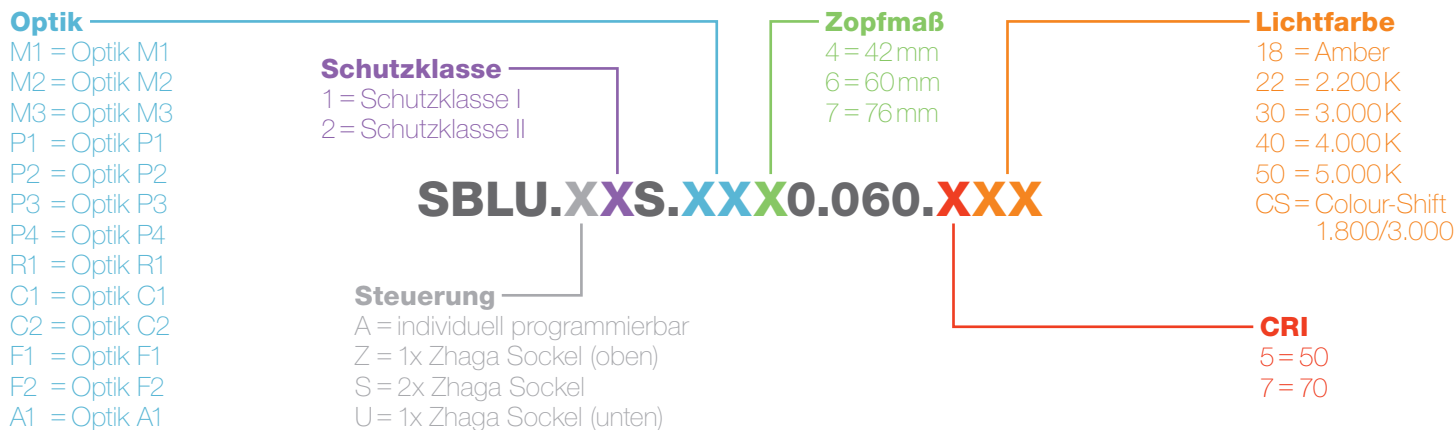 Optik
M1 = Optik M1
M2 = Optik M2
M3 = Optik M3
P1 = Optik P1
P2 = Optik P2
P3 = Optik P3
P4 = Optik P4
R1 = Optik R1
C1 = Optik C1
C2 = Optik C2
F1 = Optik F1
F2 = Optik F2
A1 = Optik A1
Schutzklasse
1 = Schutzklasse I
2 = Schutzklasse II
Zopfmaß
4 = 42 mm
6 = 60 mm
7 = 76 mm
Lichtfarbe
18 = Amber
22 = 2.200 K
30 = 3.000 K
40 = 4.000 K
50 = 5.000 K
CS = Colour-Shift
1.800/3.000
SBLU.XXS.XXX0.060.XXX
Steuerung
A = individuell programmierbar
Z = 1x Zhaga Sockel (oben)
S = 2x Zhaga Sockel
U = 1x Zhaga Sockel (unten)
CRI
5 = 50
7 = 70